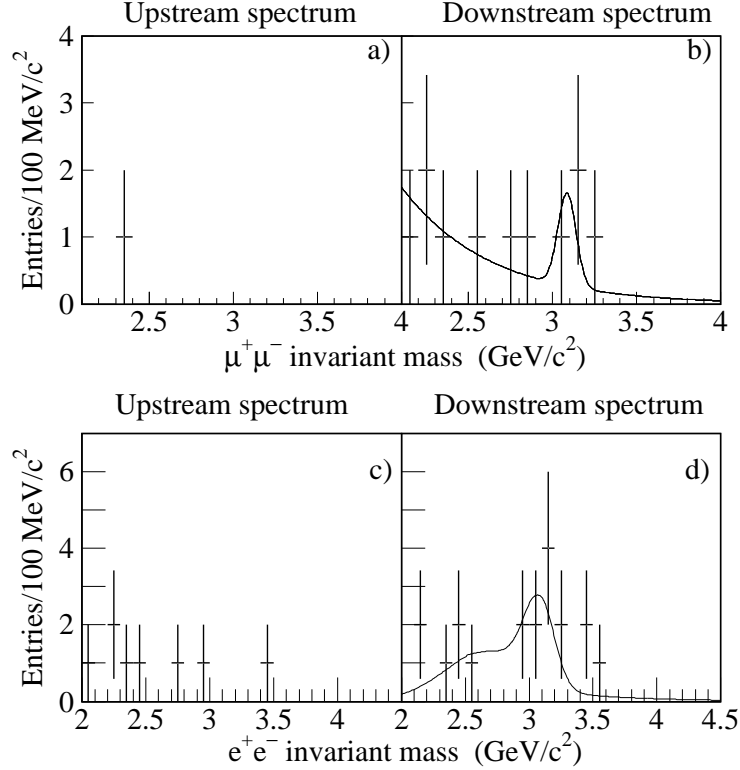 Upstream spectrum Downstream spectrum
4 a) b)
3
2
1
0
Entries/100 MeV/c²
2.5 3 3.5 4 2.5 3 3.5 4
μ⁺μ⁻ invariant mass (GeV/c²)
Upstream spectrum Downstream spectrum
6 c) d)
4
2
0
Entries/100 MeV/c²
2 2.5 3 3.5 4 2 2.5 3 3.5 4 4.5
e⁺e⁻ invariant mass (GeV/c²)